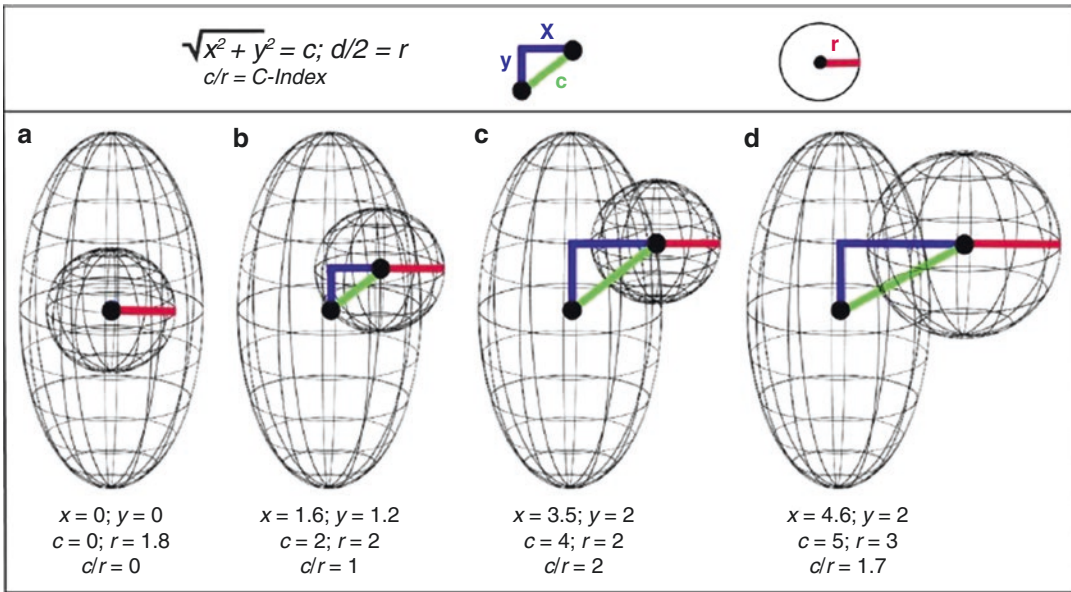 √x² + y² = c; d/2 = r
c/r = C-Index
X
y
c
r
a
b
c
d
x = 0; y = 0
c = 0; r = 1.8
c/r = 0
x = 1.6; y = 1.2
c = 2; r = 2
c/r = 1
x = 3.5; y = 2
c = 4; r = 2
c/r = 2
x = 4.6; y = 2
c = 5; r = 3
c/r = 1.7